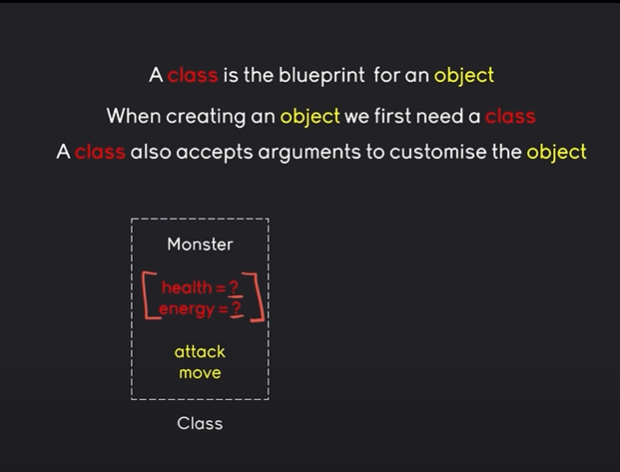 A class is the blueprint for an object
When creating an object we first need a class
A class also accepts arguments to customise the object
Monster
health = ?
energy = ?
attack
move
Class